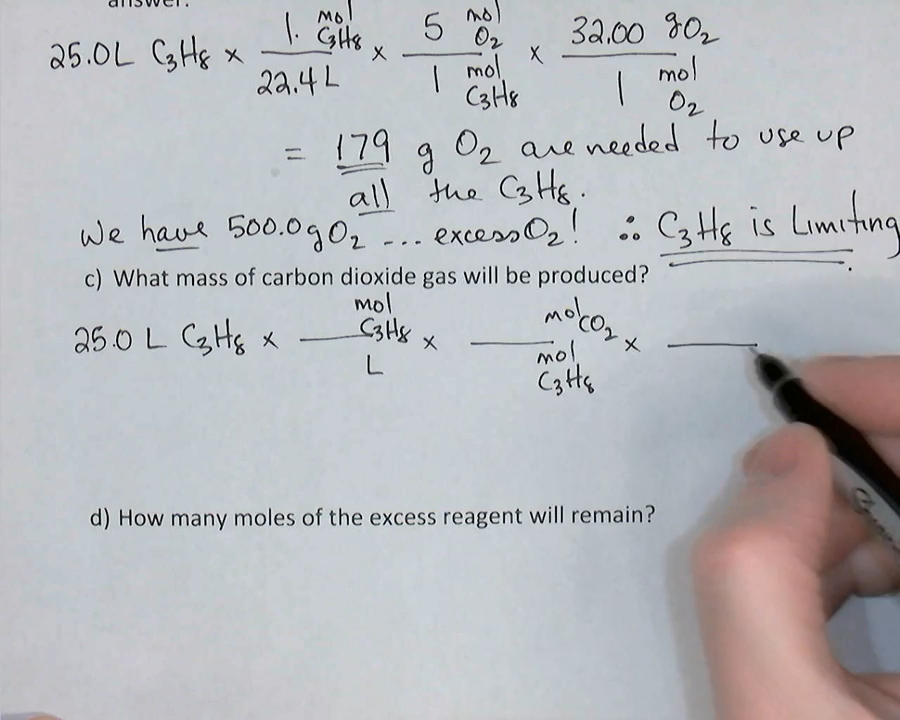 answer.
25.0L C₃H₈ × 1. mol C₃H₈ / 22.4 L × 5 mol O₂ / 1 mol C₃H₈ × 32.00 g O₂ / 1 mol O₂
= 179 g O₂ are needed to use up
all the C₃H₈.
We have 500.0g O₂ ... excess O₂! ∴ C₃H₈ is Limiting.
c) What mass of carbon dioxide gas will be produced?
25.0 L C₃H₈ × mol C₃H₈ / L × mol CO₂ / mol C₃H₈ ×
d) How many moles of the excess reagent will remain?